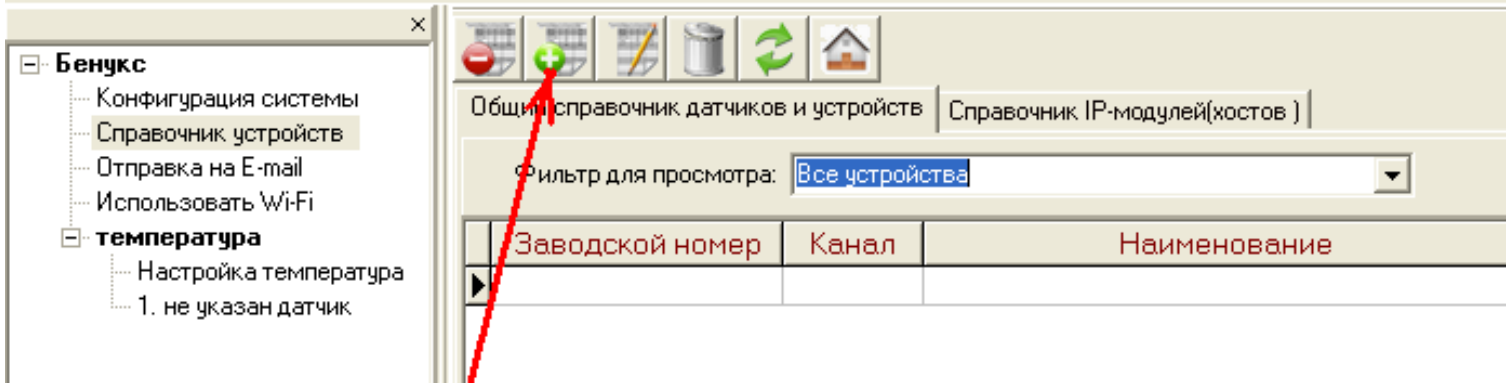 Бенукс
Конфигурация системы
Справочник устройств
Отправка на E-mail
Использовать Wi-Fi
температура
Настройка температура
1. не указан датчик
Общий справочник датчиков и устройств
Справочник IP-модулей(хостов )
Фильтр для просмотра: Все устройства
Заводской номер Канал Наименование